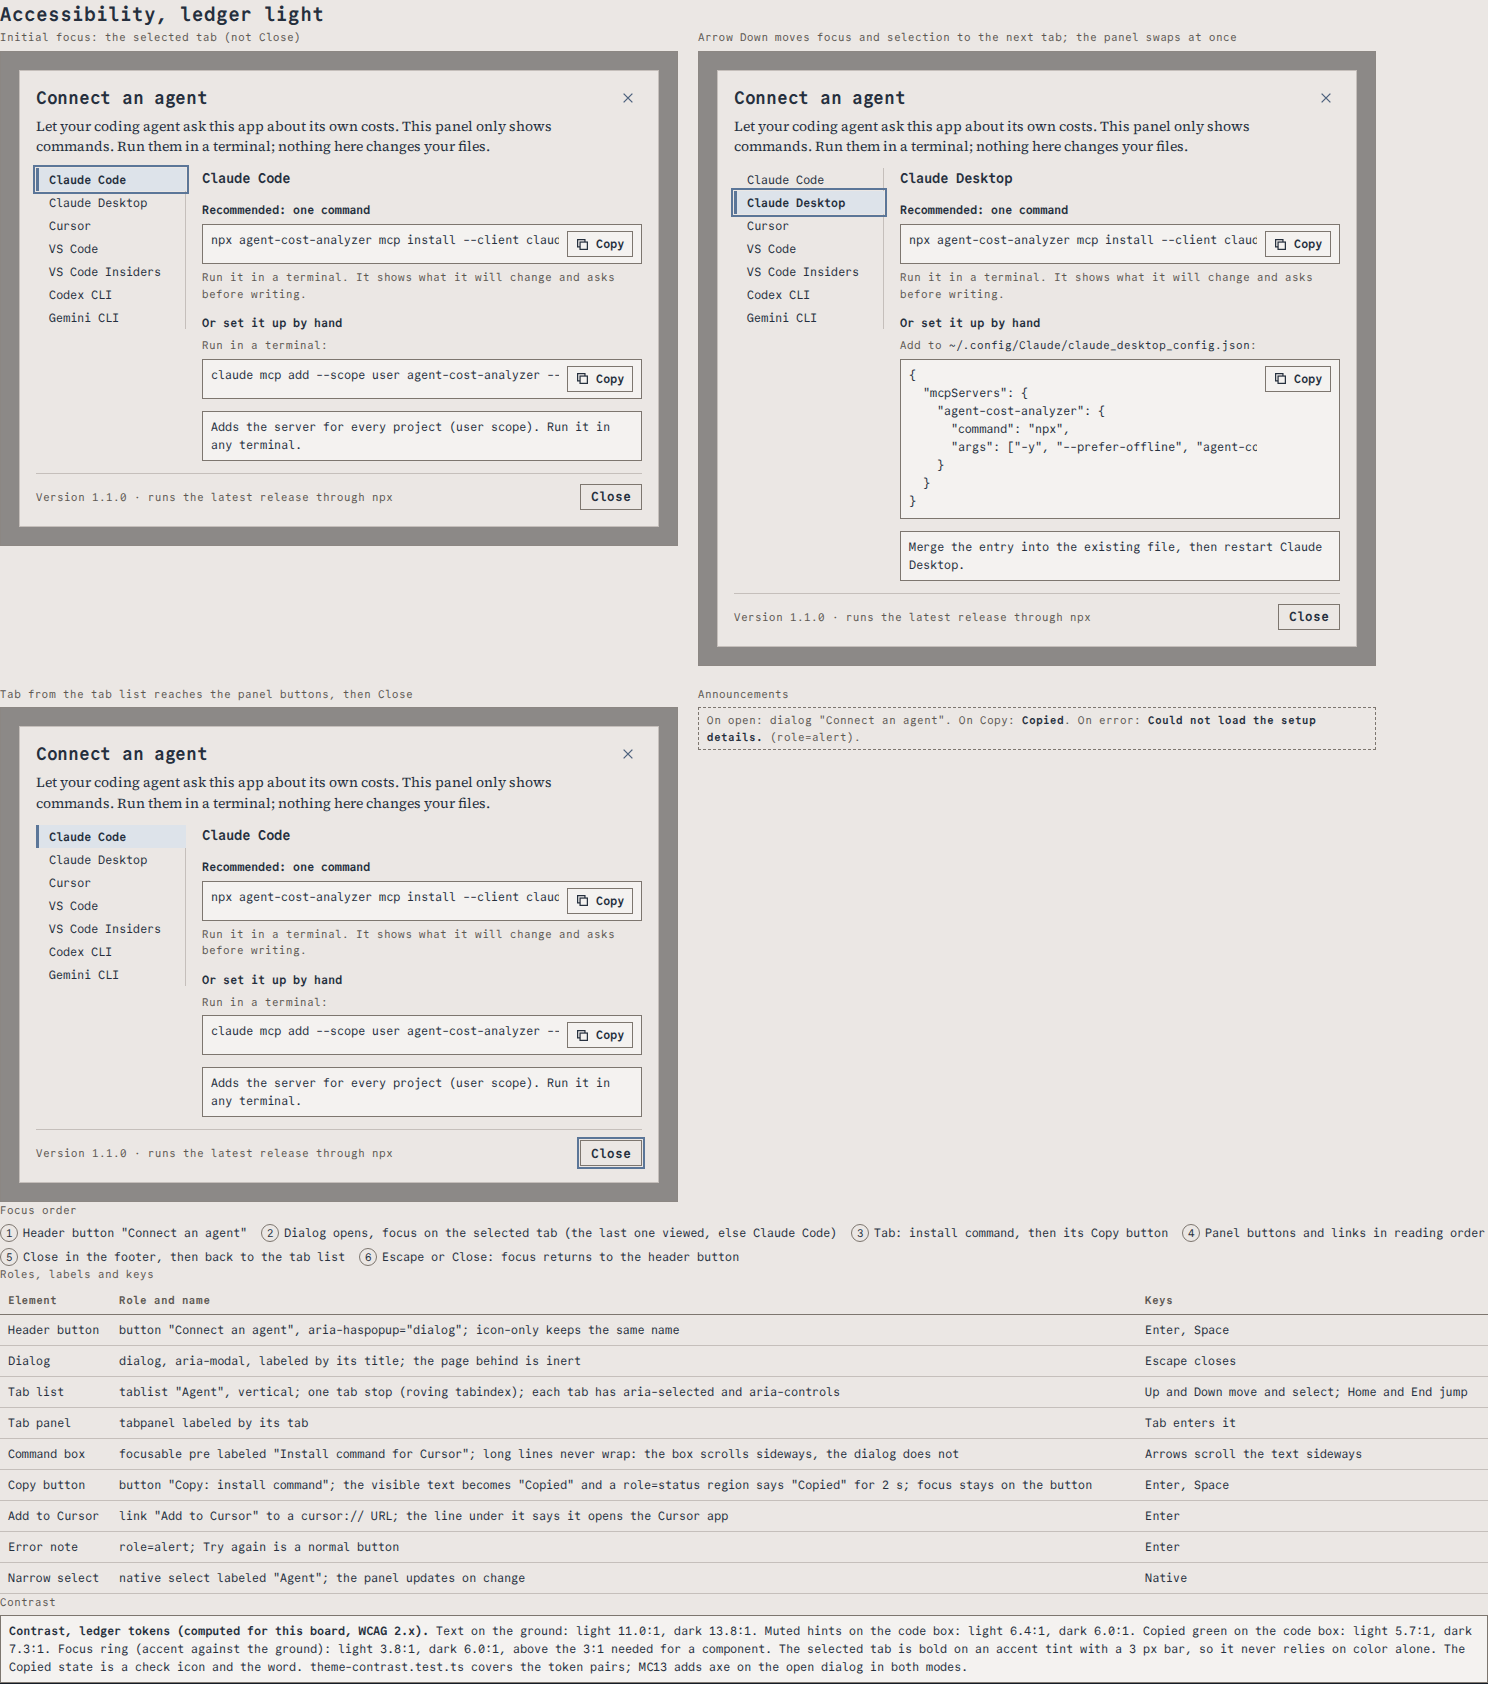 Accessibility, ledger light
Initial focus: the selected tab (not Close)
Connect an agent
Let your coding agent ask this app about its own costs. This panel only shows
commands. Run them in a terminal; nothing here changes your files.
Claude Code
Claude Desktop
Cursor
VS Code
VS Code Insiders
Codex CLI
Gemini CLI
Claude Code
Recommended: one command
npx agent-cost-analyzer mcp install --client claud
Copy
Run it in a terminal. It shows what it will change and asks
before writing.
Or set it up by hand
Run in a terminal:
claude mcp add --scope user agent-cost-analyzer --
Copy
Adds the server for every project (user scope). Run it in
any terminal.
Version 1.1.0 · runs the latest release through npx
Close
Arrow Down moves focus and selection to the next tab; the panel swaps at once
Connect an agent
Let your coding agent ask this app about its own costs. This panel only shows
commands. Run them in a terminal; nothing here changes your files.
Claude Code
Claude Desktop
Cursor
VS Code
VS Code Insiders
Codex CLI
Gemini CLI
Claude Desktop
Recommended: one command
npx agent-cost-analyzer mcp install --client claud
Copy
Run it in a terminal. It shows what it will change and asks
before writing.
Or set it up by hand
Add to ~/.config/Claude/claude_desktop_config.json:
{
"mcpServers": {
"agent-cost-analyzer": {
"command": "npx",
"args": ["-y", "--prefer-offline", "agent-cc
}
}
}
Copy
Merge the entry into the existing file, then restart Claude
Desktop.
Version 1.1.0 · runs the latest release through npx
Close
Tab from the tab list reaches the panel buttons, then Close
Connect an agent
Let your coding agent ask this app about its own costs. This panel only shows
commands. Run them in a terminal; nothing here changes your files.
Claude Code
Claude Desktop
Cursor
VS Code
VS Code Insiders
Codex CLI
Gemini CLI
Claude Code
Recommended: one command
npx agent-cost-analyzer mcp install --client claud
Copy
Run it in a terminal. It shows what it will change and asks
before writing.
Or set it up by hand
Run in a terminal:
claude mcp add --scope user agent-cost-analyzer --
Copy
Adds the server for every project (user scope). Run it in
any terminal.
Version 1.1.0 · runs the latest release through npx
Close
Announcements
On open: dialog "Connect an agent". On Copy: Copied. On error: Could not load the setup
details. (role=alert).
Focus order
1 Header button "Connect an agent" 2 Dialog opens, focus on the selected tab (the last one viewed, else Claude Code) 3 Tab: install command, then its Copy button 4 Panel buttons and links in reading order
5 Close in the footer, then back to the tab list 6 Escape or Close: focus returns to the header button
Roles, labels and keys
Element Role and name Keys
Header button button "Connect an agent", aria-haspopup="dialog"; icon-only keeps the same name Enter, Space
Dialog dialog, aria-modal, labeled by its title; the page behind is inert Escape closes
Tab list tablist "Agent", vertical; one tab stop (roving tabindex); each tab has aria-selected and aria-controls Up and Down move and select; Home and End jump
Tab panel tabpanel labeled by its tab Tab enters it
Command box focusable pre labeled "Install command for Cursor"; long lines never wrap: the box scrolls sideways, the dialog does not Arrows scroll the text sideways
Copy button button "Copy: install command"; the visible text becomes "Copied" and a role=status region says "Copied" for 2 s; focus stays on the button Enter, Space
Add to Cursor link "Add to Cursor" to a cursor:// URL; the line under it says it opens the Cursor app Enter
Error note role=alert; Try again is a normal button Enter
Narrow select native select labeled "Agent"; the panel updates on change Native
Contrast
Contrast, ledger tokens (computed for this board, WCAG 2.x). Text on the ground: light 11.0:1, dark 13.8:1. Muted hints on the code box: light 6.4:1, dark 6.0:1. Copied green on the code box: light 5.7:1, dark
7.3:1. Focus ring (accent against the ground): light 3.8:1, dark 6.0:1, above the 3:1 needed for a component. The selected tab is bold on an accent tint with a 3 px bar, so it never relies on color alone. The
Copied state is a check icon and the word. theme-contrast.test.ts covers the token pairs; MC13 adds axe on the open dialog in both modes.